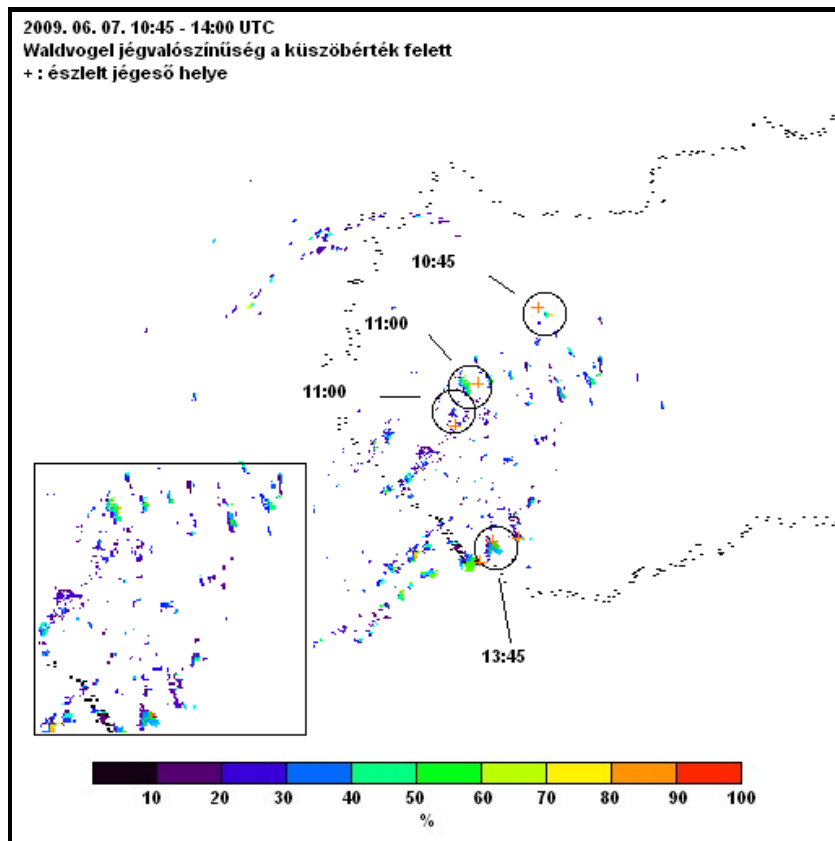 2009. 06. 07. 10:45 - 14:00 UTC
Waldvogel jégvalószínűség a küszöbérték felett
+ : észlelt jégeső helye
10:45
11:00
11:00
13:45
10 20 30 40 50 60 70 80 90 100
%